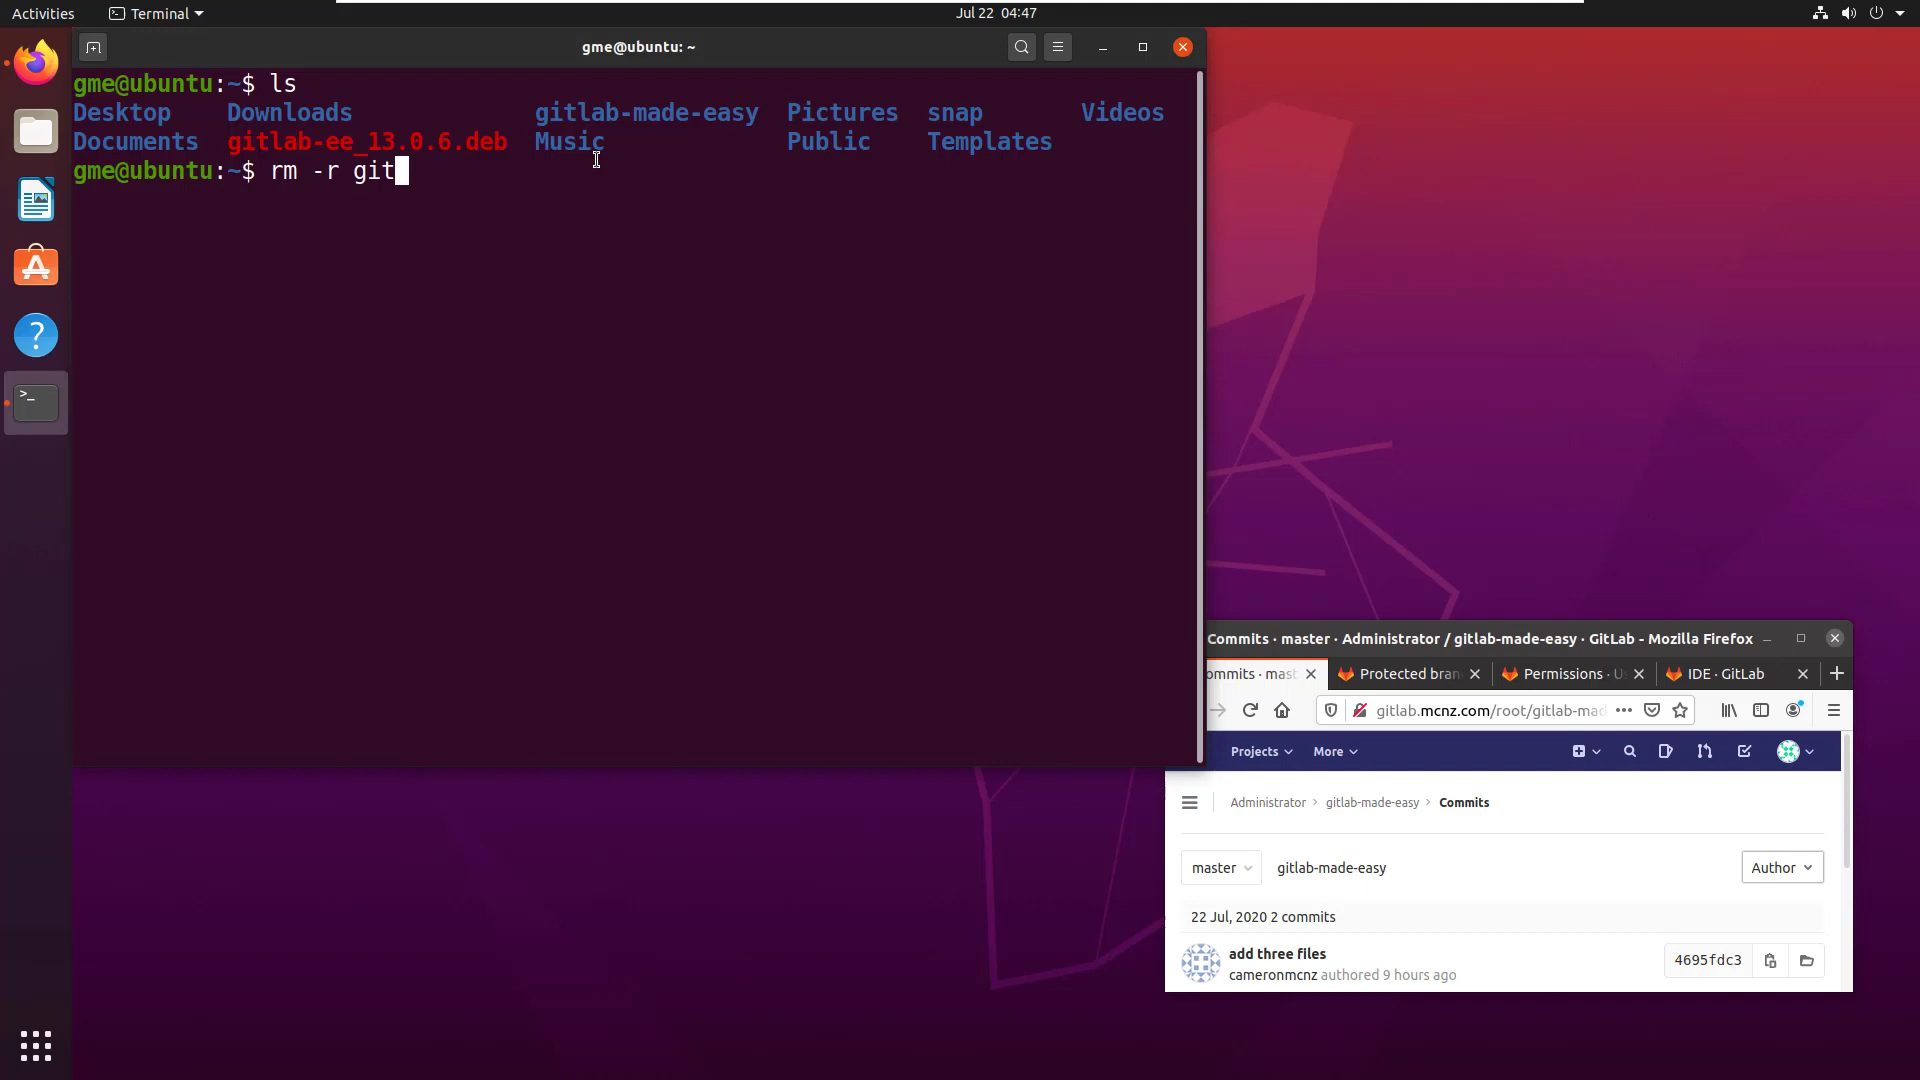 Activities
Terminal
Jul 22 04:47
gme@ubuntu: ~
gme@ubuntu:~$ ls
Desktop Downloads gitlab-made-easy Pictures snap Videos
Documents gitlab-ee_13.0.6.deb Music Public Templates
gme@ubuntu:~$ rm -r git
Commits · master · Administrator / gitlab-made-easy · GitLab - Mozilla Firefox
ommits · mast
Protected bran
Permissions · U
IDE · GitLab
gitlab.mcnz.com/root/gitlab-mad
Projects
More
Administrator › gitlab-made-easy › Commits
master
gitlab-made-easy
Author
22 Jul, 2020 2 commits
add three files
4695fdc3
cameronmcnz authored 9 hours ago